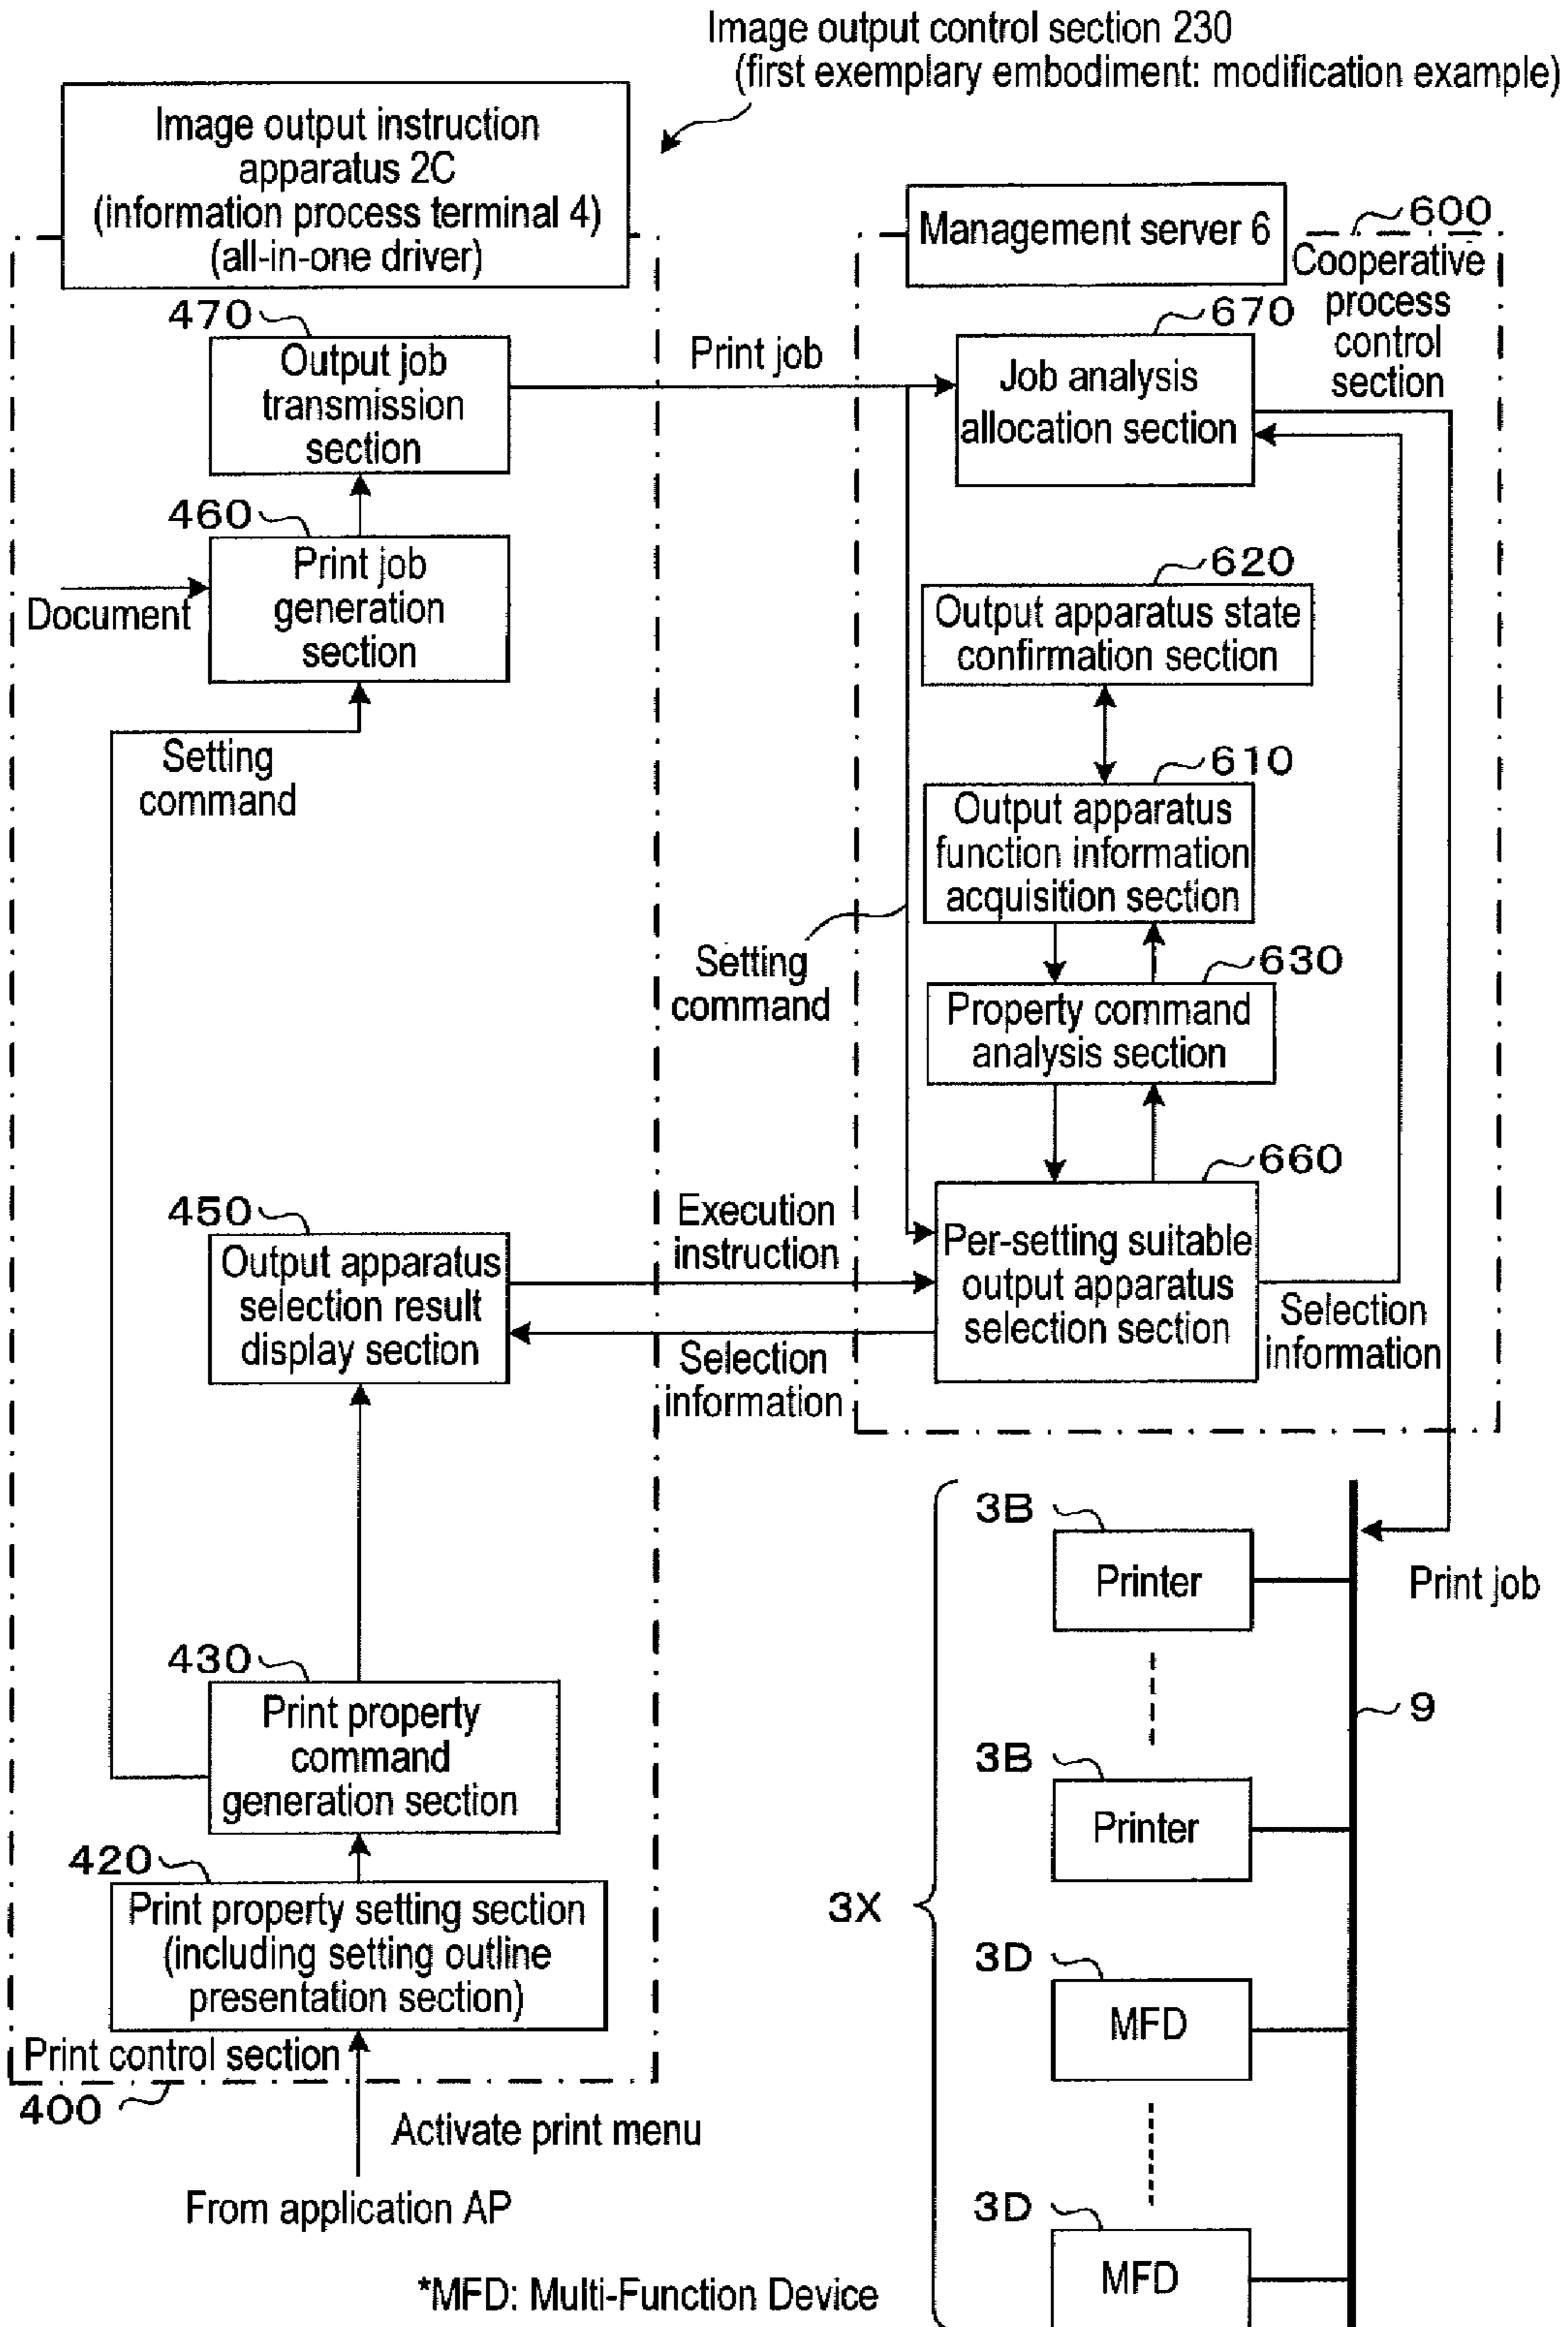 Image output control section 230
(first exemplary embodiment: modification example)
Image output instruction
apparatus 2C
(information process terminal 4)
(all-in-one driver)
470
Output job
transmission
section
460
Print job
generation
section
Document
Setting
command
450
Output apparatus
selection result
display section
430
Print property
command
generation section
420
Print property setting section
(including setting outline
presentation section)
Print control section
400
Activate print menu
From application AP
Print job
Setting
command
Execution
instruction
Selection
information
Management server 6
600
Cooperative
process
control
section
670
Job analysis
allocation section
620
Output apparatus state
confirmation section
610
Output apparatus
function information
acquisition section
630
Property command
analysis section
660
Per-setting suitable
output apparatus
selection section
Selection
information
3X
3B
Printer
3B
Printer
3D
MFD
3D
MFD
Print job
9
*MFD: Multi-Function Device